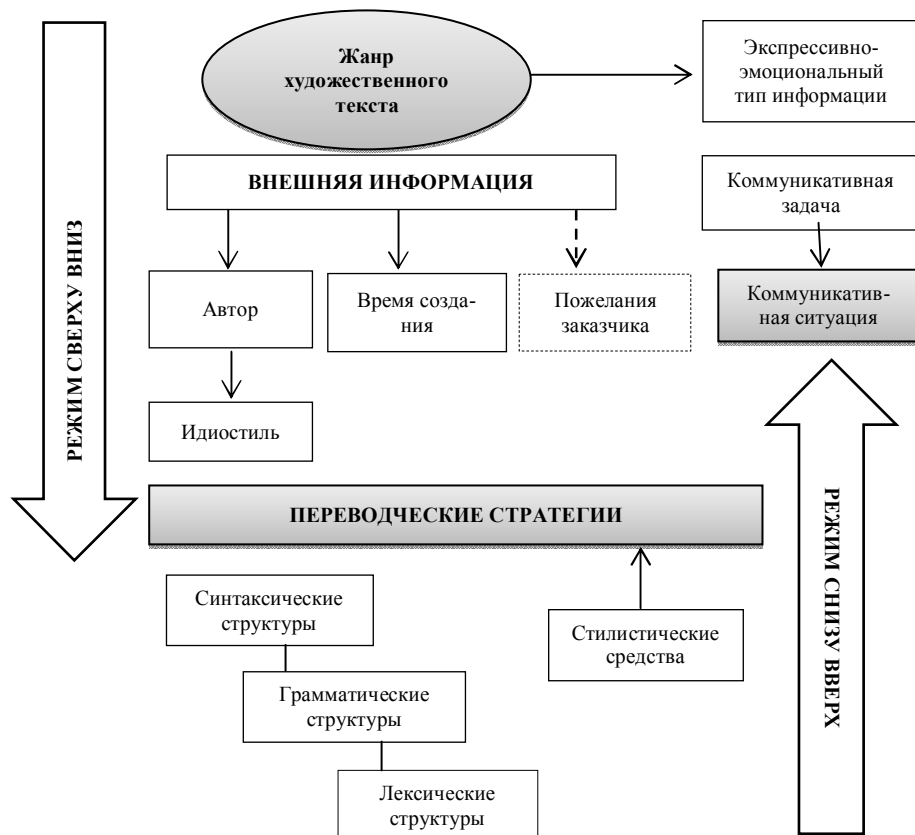 Жанр
художественного
текста
Экспрессивно-
эмоциональный
тип информации
ВНЕШНЯЯ ИНФОРМАЦИЯ
Коммуникативная
задача
Автор
Время созда-
ния
Пожелания
заказчика
Коммуникатив-
ная ситуация
Идиостиль
РЕЖИМ СВЕРХУ ВНИЗ
ПЕРЕВОДЧЕСКИЕ СТРАТЕГИИ
РЕЖИМ СНИЗУ ВВЕРХ
Синтаксические
структуры
Стилистические
средства
Грамматические
структуры
Лексические
структуры